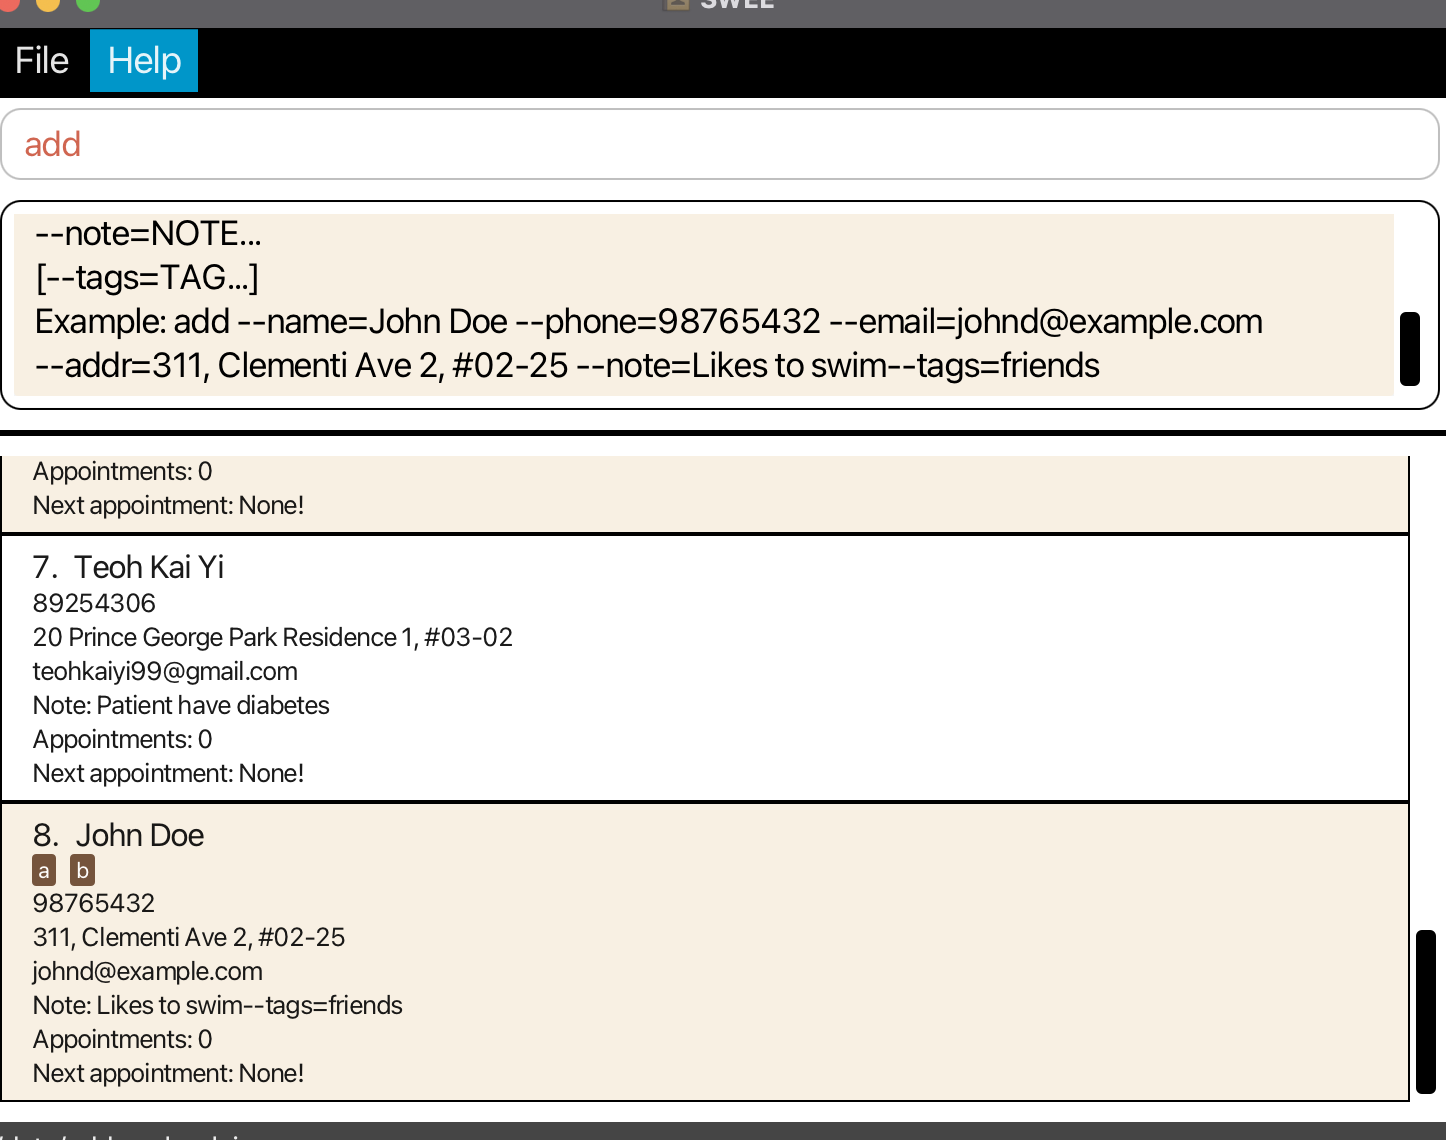 SWEE
File Help
add
--note=NOTE...
[--tags=TAG...]
Example: add --name=John Doe --phone=98765432 --email=johnd@example.com
--addr=311, Clementi Ave 2, #02-25 --note=Likes to swim--tags=friends
Appointments: 0
Next appointment: None!
7. Teoh Kai Yi
89254306
20 Prince George Park Residence 1, #03-02
teohkaiyi99@gmail.com
Note: Patient have diabetes
Appointments: 0
Next appointment: None!
8. John Doe
a b
98765432
311, Clementi Ave 2, #02-25
johnd@example.com
Note: Likes to swim--tags=friends
Appointments: 0
Next appointment: None!